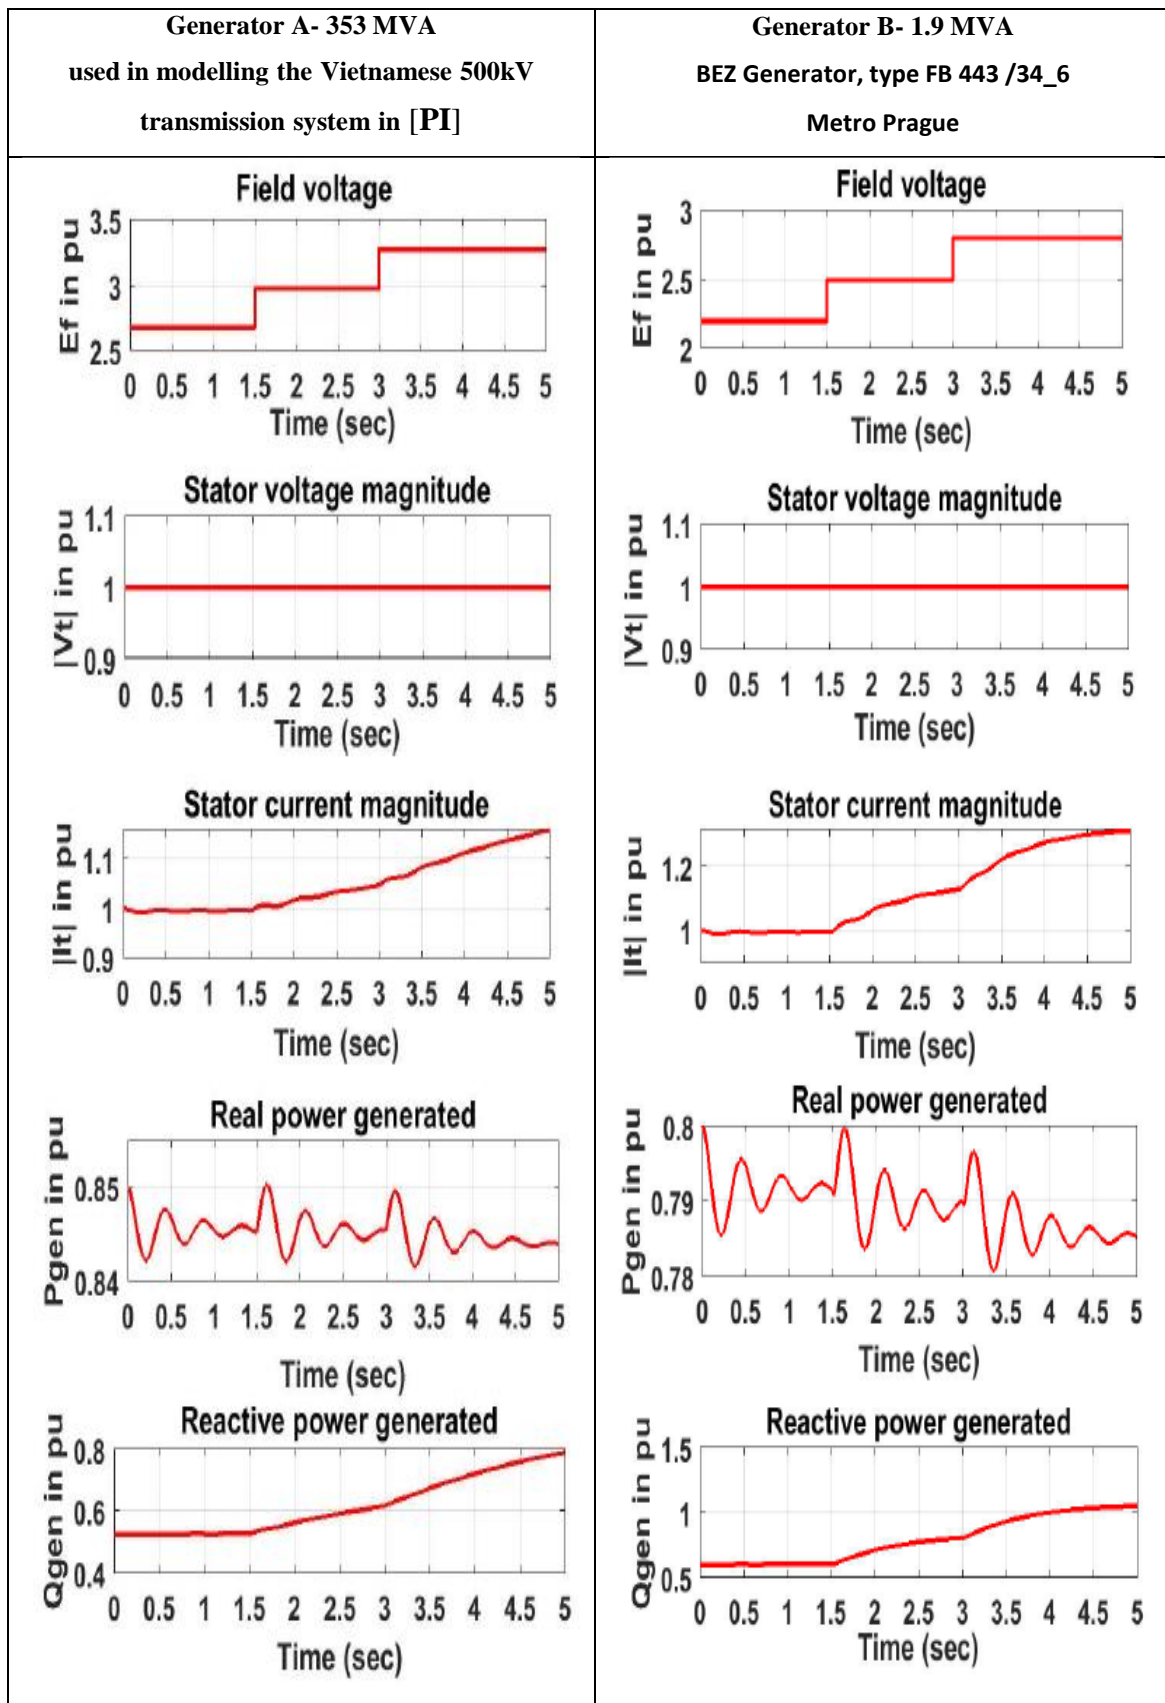 Generator A- 353 MVA
used in modelling the Vietnamese 500kV
transmission system in [PI]
Generator B- 1.9 MVA
BEZ Generator, type FB 443 /34_6
Metro Prague
Field voltage
Ef in pu
3.5
3
2.5
0 0.5 1 1.5 2 2.5 3 3.5 4 4.5 5
Time (sec)
Stator voltage magnitude
|Vt| in pu
1.1
1
0.9
0 0.5 1 1.5 2 2.5 3 3.5 4 4.5 5
Time (sec)
Stator current magnitude
|It| in pu
1.1
1
0.9
0 0.5 1 1.5 2 2.5 3 3.5 4 4.5 5
Time (sec)
Real power generated
Pgen in pu
0.85
0.84
0 0.5 1 1.5 2 2.5 3 3.5 4 4.5 5
Time (sec)
Reactive power generated
Qgen in pu
0.8
0.6
0.4
0 0.5 1 1.5 2 2.5 3 3.5 4 4.5 5
Time (sec)
Field voltage
Ef in pu
3
2.5
2
0 0.5 1 1.5 2 2.5 3 3.5 4 4.5 5
Time (sec)
Stator voltage magnitude
|Vt| in pu
1.1
1
0.9
0 0.5 1 1.5 2 2.5 3 3.5 4 4.5 5
Time (sec)
Stator current magnitude
|It| in pu
1.2
1
0 0.5 1 1.5 2 2.5 3 3.5 4 4.5 5
Time (sec)
Real power generated
Pgen in pu
0.8
0.79
0.78
0 0.5 1 1.5 2 2.5 3 3.5 4 4.5 5
Time (sec)
Reactive power generated
Qgen in pu
1.5
1
0.5
0 0.5 1 1.5 2 2.5 3 3.5 4 4.5 5
Time (sec)